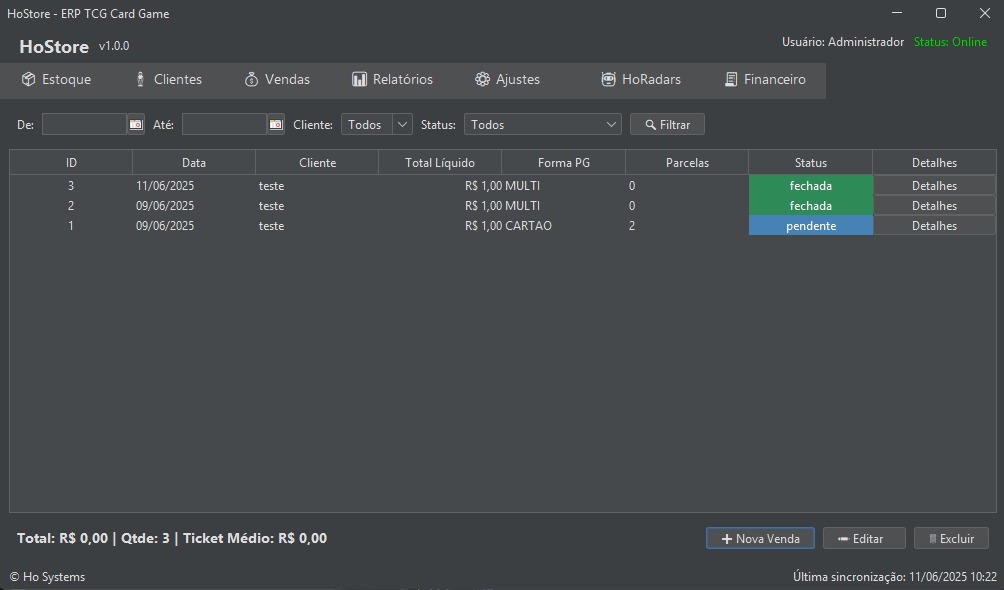 HoStore - ERP TCG Card Game
HoStore v1.0.0 Usuário: Administrador Status: Online
Estoque Clientes Vendas Relatórios Ajustes HoRadars Financeiro
De: Até: Cliente: Todos Status: Todos Filtrar
ID Data Cliente Total Líquido Forma PG Parcelas Status Detalhes
3 11/06/2025 teste R$ 1,00 MULTI 0 fechada Detalhes
2 09/06/2025 teste R$ 1,00 MULTI 0 fechada Detalhes
1 09/06/2025 teste R$ 1,00 CARTAO 2 pendente Detalhes
Total: R$ 0,00 | Qtde: 3 | Ticket Médio: R$ 0,00 Nova Venda Editar Excluir
© Ho Systems Última sincronização: 11/06/2025 10:22